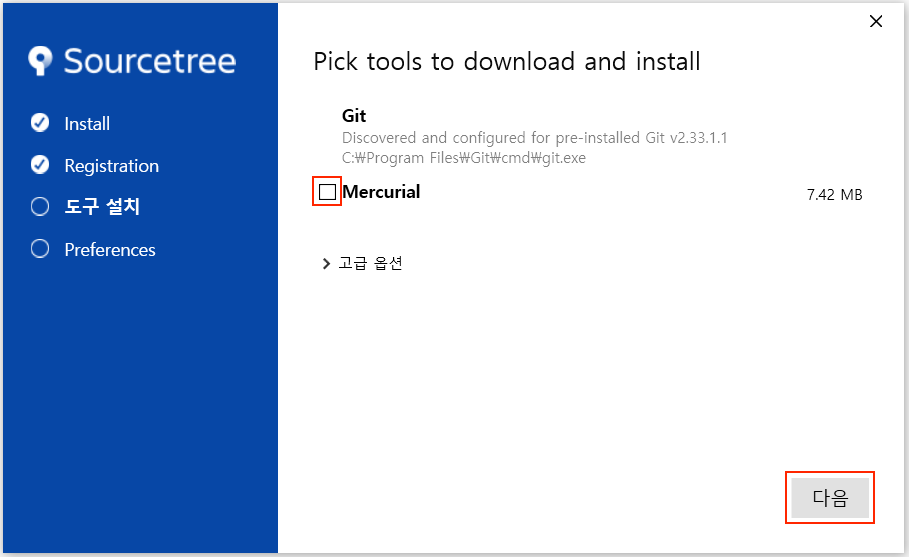 Sourcetree
Install
Registration
도구 설치
Preferences
Pick tools to download and install
Git
Discovered and configured for pre-installed Git v2.33.1.1
C:₩Program Files₩Git₩cmd₩git.exe
Mercurial
7.42 MB
고급 옵션
다음